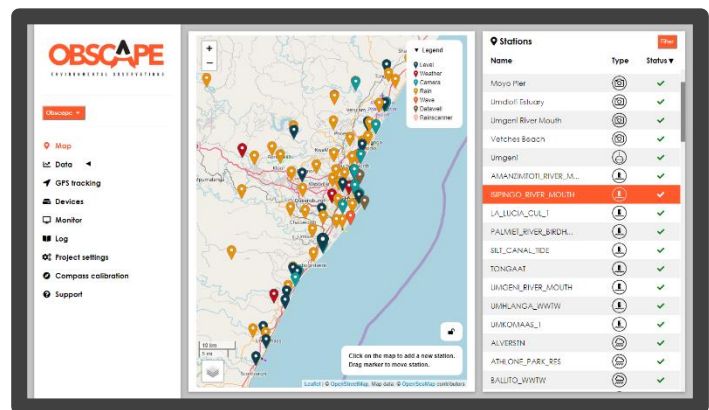 OBSCAPE
ENVIRONMENTAL OBSERVATIONS
Obscape
Map
Data
GPS tracking
Devices
Monitor
Log
Project settings
Compass calibration
Support
+
−
Legend
Level
Weather
Camera
Rain
Wave
Datawell
Rainscanner
10 km
5 mi
Click on the map to add a new station.
Drag marker to move station.
Leaflet | © OpenStreetMap, Map data: © OpenSeaMap contributors
Stations
Filter
Name Type Status
Moyo Pier
Umdloti Estuary
Umgeni River Mouth
Vetches Beach
Umgeni
AMANZIMTOTI_RIVER_M...
ISIPINGO_RIVER_MOUTH
LA_LUCIA_CUL_1
PALMIET_RIVER_BIRDH...
SILT_CANAL_TIDE
TONGAAT
UMGENI_RIVER_MOUTH
UMHLANGA_WWTW
UMKOMAAS_1
ALVERSTN
ATHLONE_PARK_RES
BALLITO_WWTW